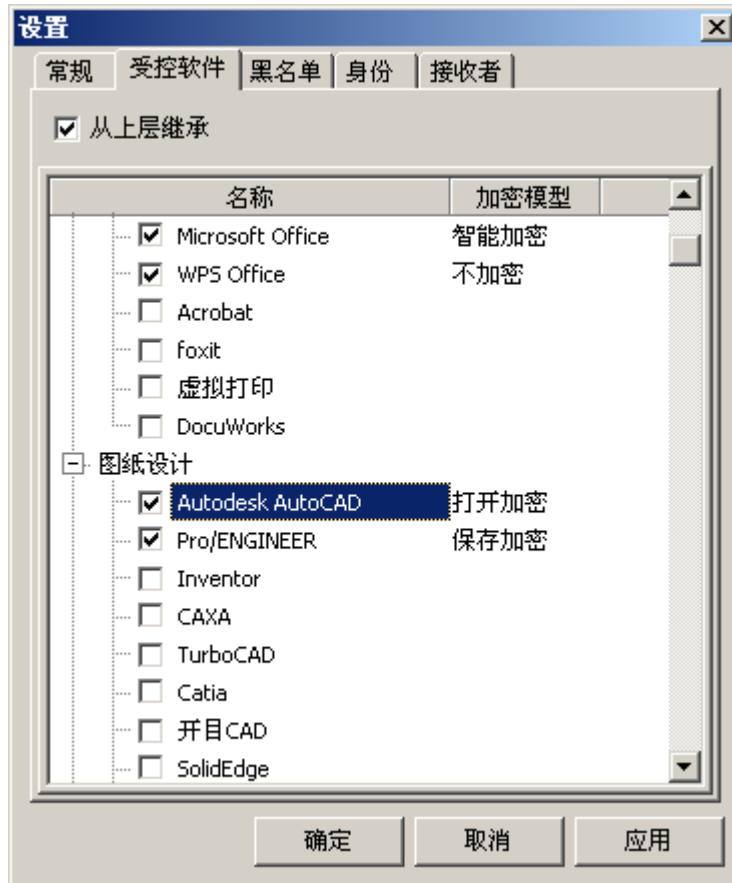 设置
常规 受控软件 黑名单 身份 接收者
从上层继承
名称 加密模型
Microsoft Office 智能加密
WPS Office 不加密
Acrobat
foxit
虚拟打印
DocuWorks
图纸设计
Autodesk AutoCAD 打开加密
Pro/ENGINEER 保存加密
Inventor
CAXA
TurboCAD
Catia
开目CAD
SolidEdge
确定 取消 应用